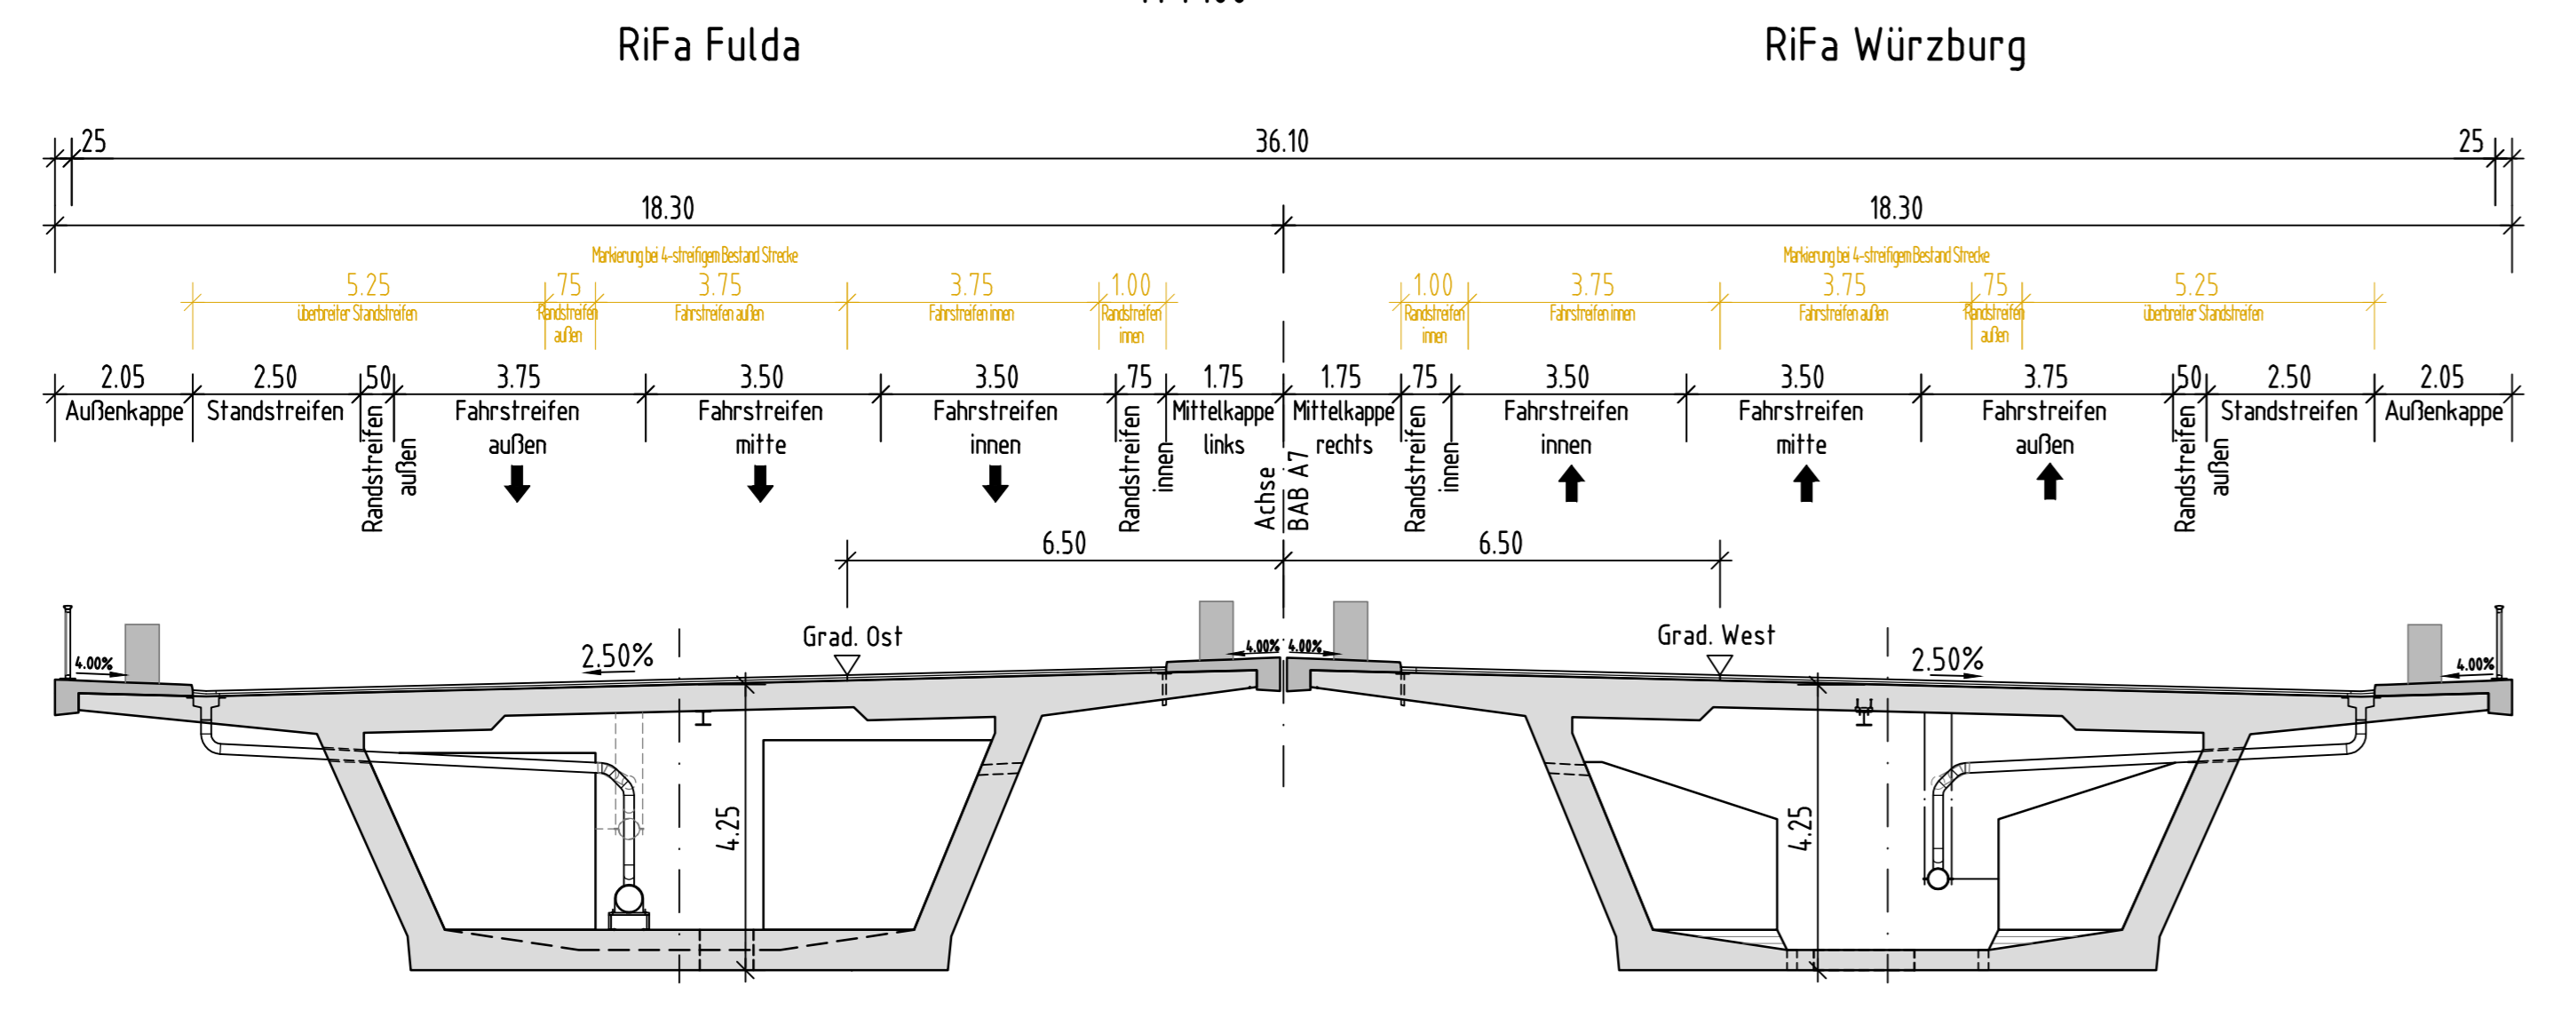 RiFa Fulda RiFa Würzburg
25 36.10 25
18.30 18.30
Markierung bei 4-streifigem Bestand Strecke Markierung bei 4-streifigem Bestand Strecke
5.25 75 3.75 3.75 1.00 1.00 3.75 3.75 75 5.25
überbreiter Standstreifen Randstreifen Fahrstreifen außen Fahrstreifen innen Randstreifen Randstreifen Fahrstreifen innen Fahrstreifen außen Randstreifen überbreiter Standstreifen
außen innen innen außen
2.05 2.50 50 3.75 3.50 3.50 75 1.75 1.75 75 3.50 3.50 3.75 50 2.50 2.05
Außenkappe Standstreifen Randstreifen Fahrstreifen Fahrstreifen Fahrstreifen Randstreifen Mittelkappe Mittelkappe Randstreifen Fahrstreifen Fahrstreifen Fahrstreifen Randstreifen Standstreifen Außenkappe
außen außen mitte innen innen links rechts innen innen mitte außen außen
Achse
BAB A7
6.50 6.50
Grad. Ost Grad. West
4.00% 2.50% 4.00% 4.00% 2.50% 4.00%
4.25 4.25